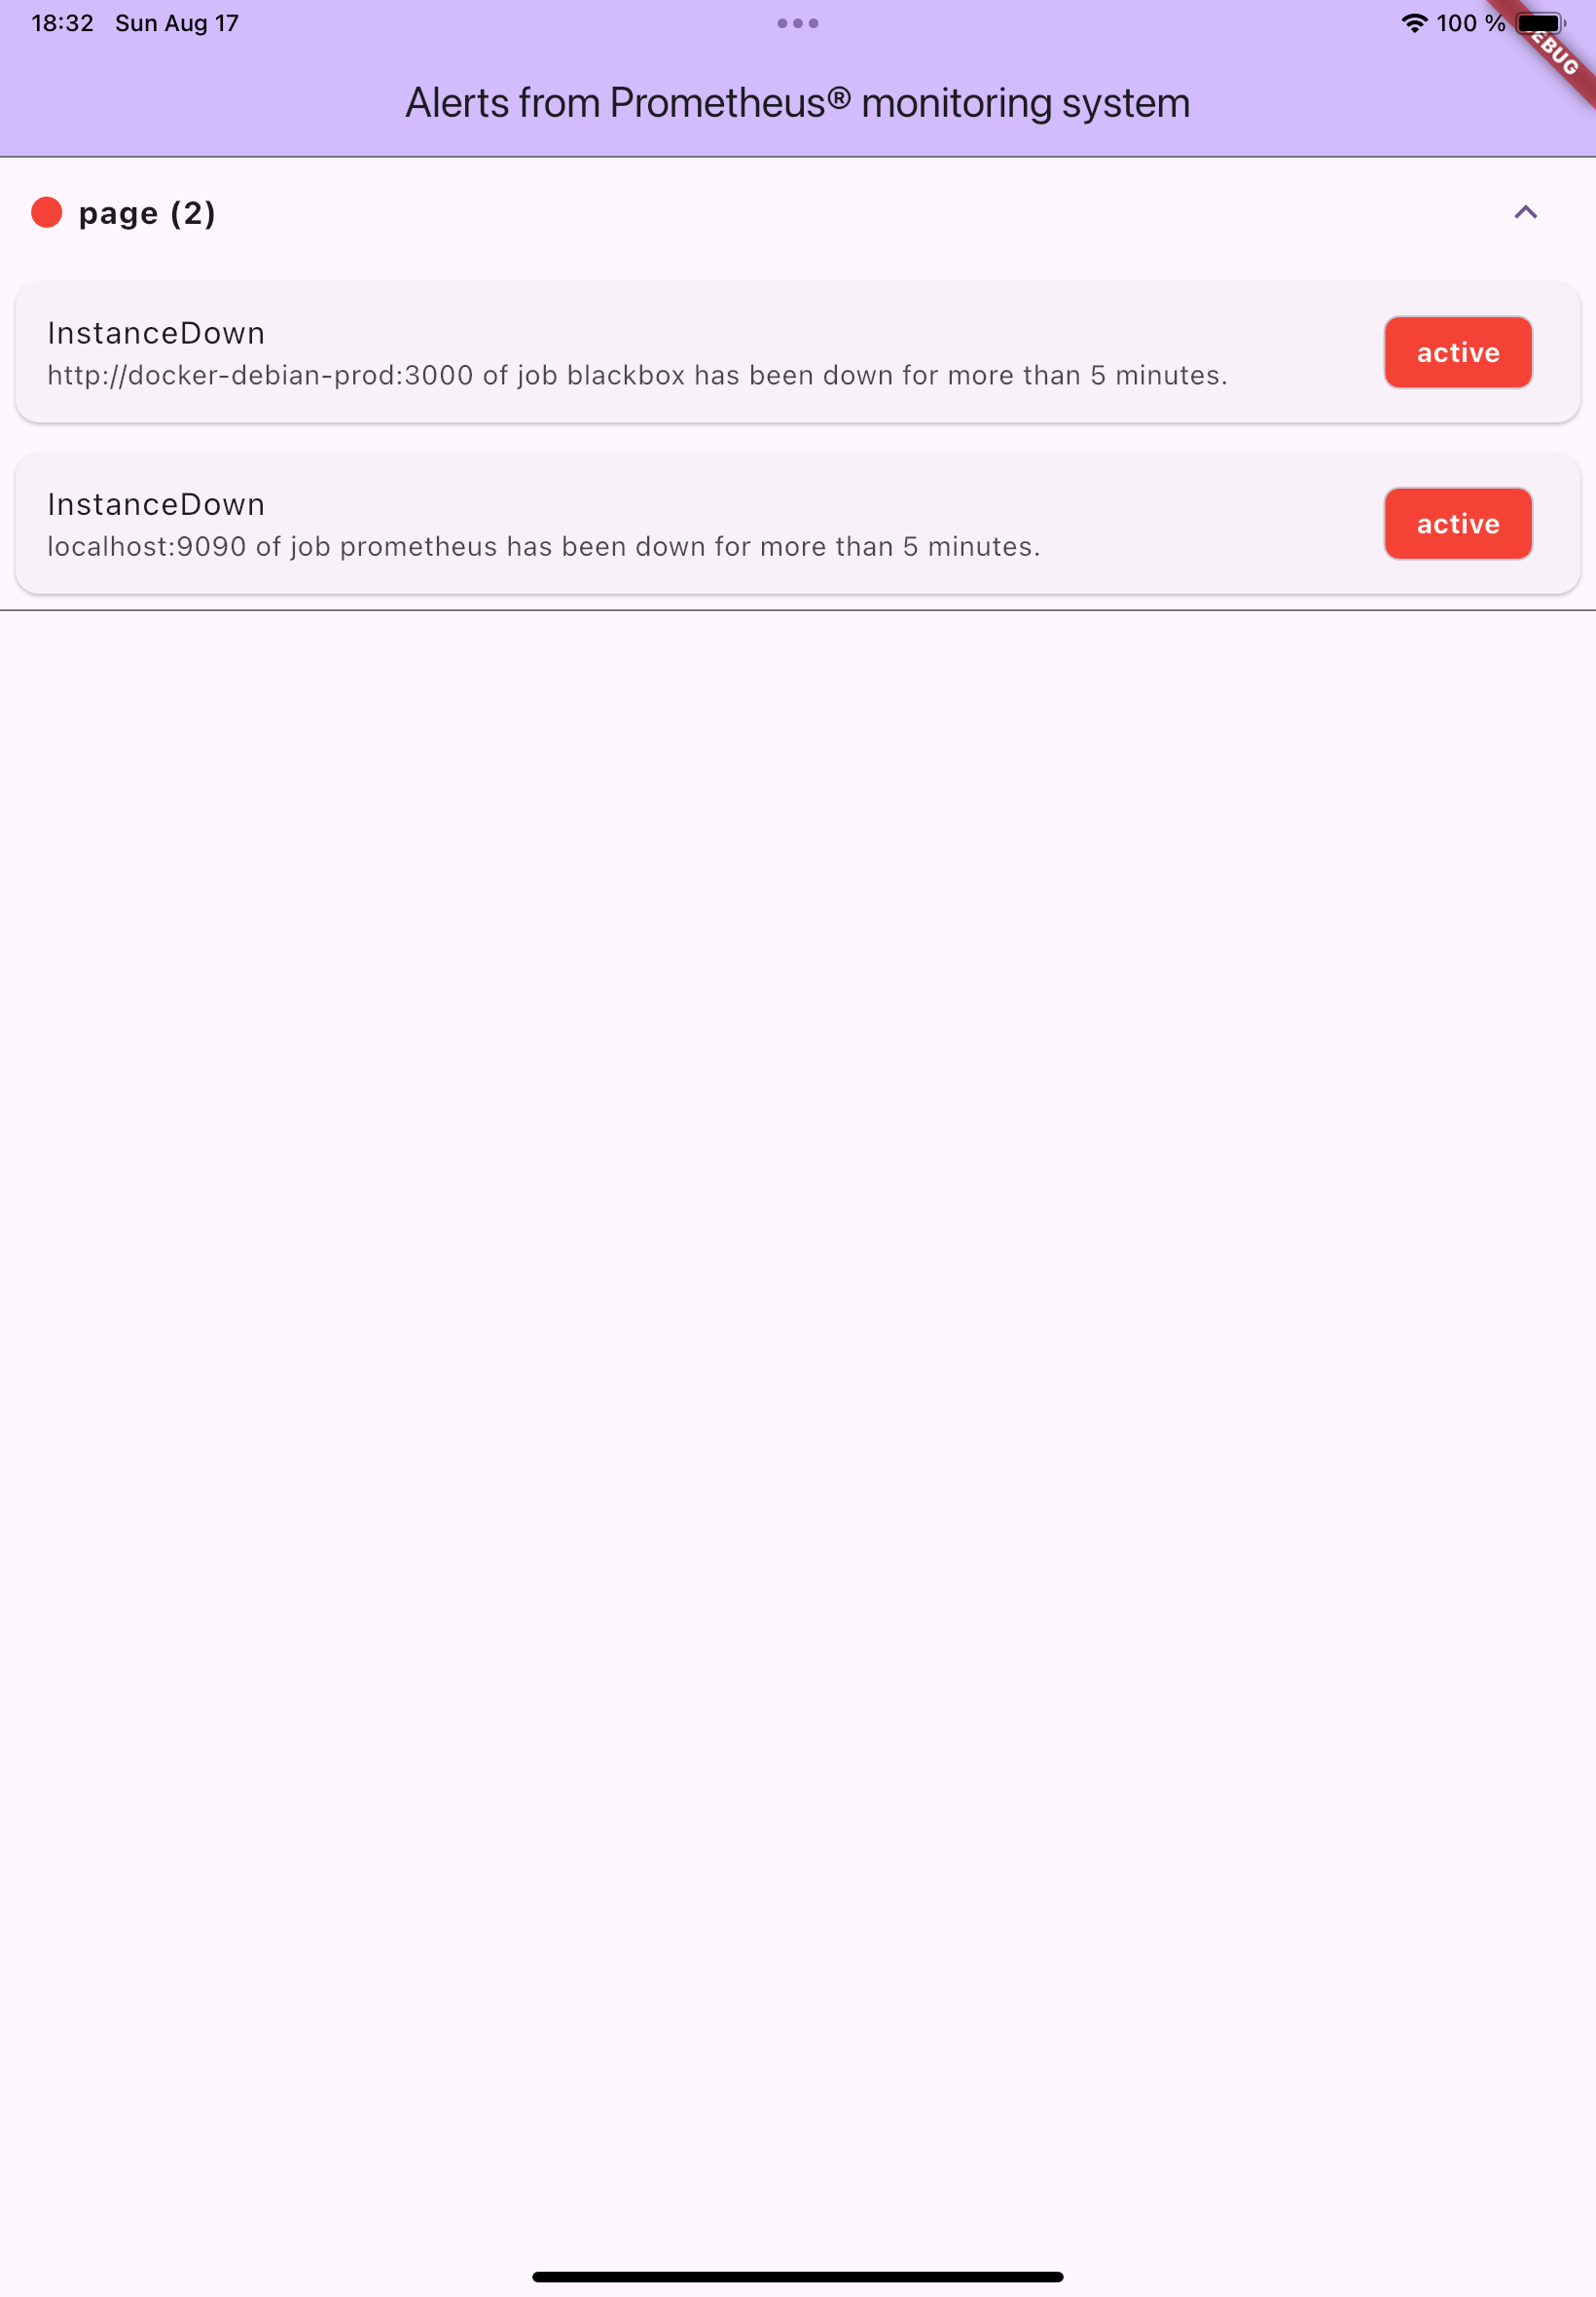 18:32 Sun Aug 17
100 %
EBUG
Alerts from Prometheus® monitoring system
page (2)
InstanceDown
http://docker-debian-prod:3000 of job blackbox has been down for more than 5 minutes.
active
InstanceDown
localhost:9090 of job prometheus has been down for more than 5 minutes.
active